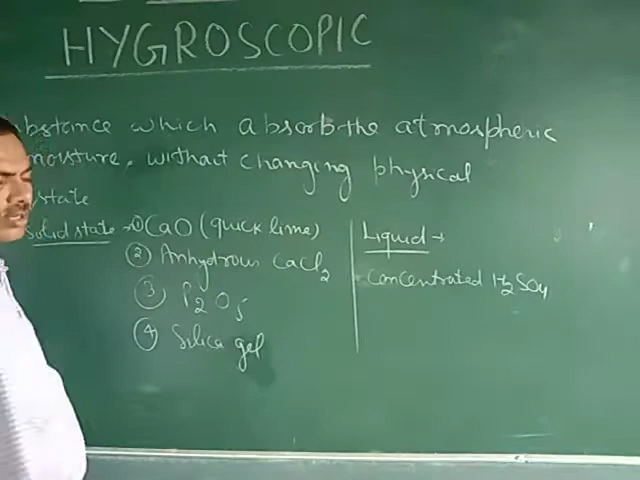 HYGROSCOPIC
bstance which absorb the atmospheric
moisture, without changing physical
state
solid state → ① CaO (quick lime)
② Anhydrous CaCl2
③ P2O5
④ Silica gel
Liquid →
concentrated H2SO4